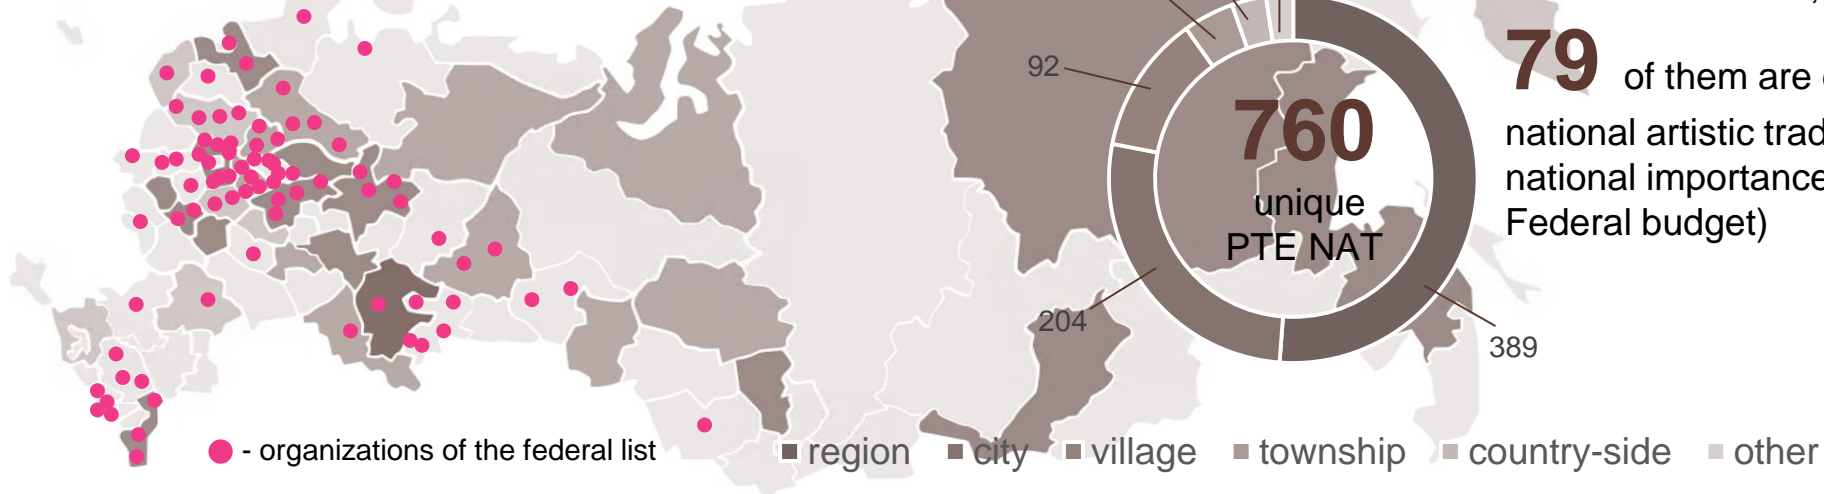 79 of them are
92
760
national artistic
unique
national importance
PTE NAT
Federal budget)
204
389
- organizations of the federal list
region city village township country-side other